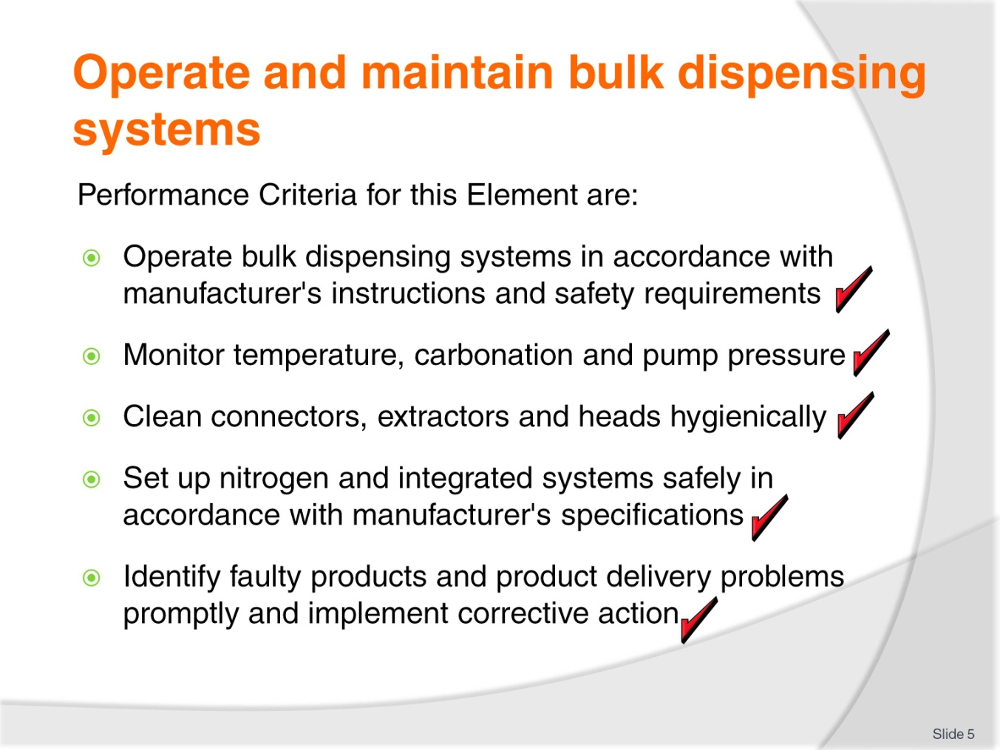 Operate and maintain bulk dispensing
systems
Performance Criteria for this Element are:
Operate bulk dispensing systems in accordance with
manufacturer's instructions and safety requirements
Monitor temperature, carbonation and pump pressure
Clean connectors, extractors and heads hygienically
Set up nitrogen and integrated systems safely in
accordance with manufacturer's specifications
Identify faulty products and product delivery problems
promptly and implement corrective action
Slide 5